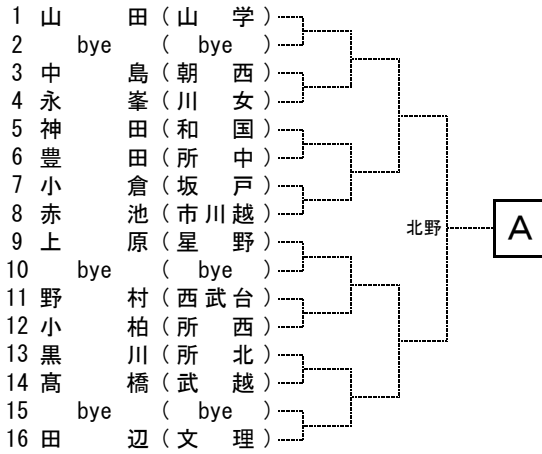 1 山 田 ( 山 学 )
2 bye ( bye )
3 中 島 ( 朝 西 )
4 永 峯 ( 川 女 )
5 神 田 ( 和 国 )
6 豊 田 ( 所 中 )
7 小 倉 ( 坂 戸 )
8 赤 池 ( 市 川 越 )
9 上 原 ( 星 野 )
10 bye ( bye )
11 野 村 ( 西 武 台 )
12 小 柏 ( 所 西 )
13 黒 川 ( 所 北 )
14 髙 橋 ( 武 越 )
15 bye ( bye )
16 田 辺 ( 文 理 )
北野
A